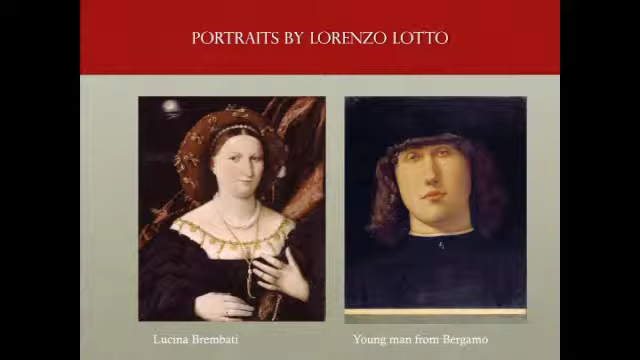 PORTRAITS BY LORENZO LOTTO
Lucina Brembati
Young man from Bergamo